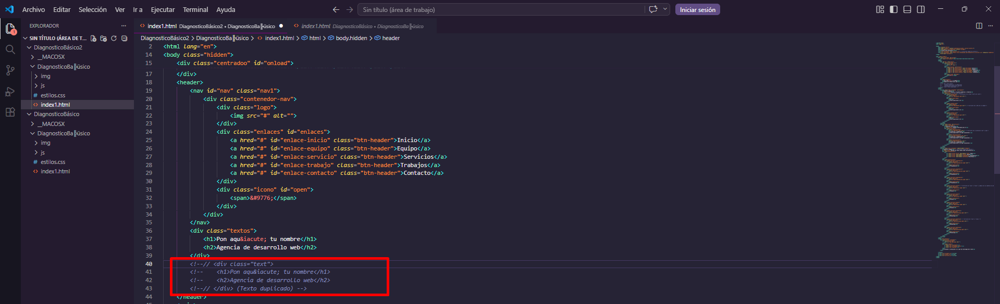 Archivo Editar Selección Ver Ir a Ejecutar Terminal Ayuda
Sin título (área de trabajo)
Iniciar sesión
1
EXPLORADOR
SIN TÍTULO (ÁREA DE T...
DiagnosticoBásico2
__MACOSX
DiagnosticoBa╠üsico
img
js
# estilos.css
<> index1.html
DiagnosticoBásico
__MACOSX
DiagnosticoBa╠üsico
img
js
# estilos.css
<> index1.html
<> index1.html DiagnosticoBásico2 • DiagnosticoBa╠üsico ●
<> index1.html DiagnosticoBásico • DiagnosticoBa╠üsico
DiagnosticoBásico2 > DiagnosticoBa╠üsico > <> index1.html > html > body.hidden > header
2 <html lang="en">
14 <body class="hidden">
15 <div class="centradoo" id="onload">
17 </div>
18 <header>
19 <nav id="nav" class="nav1">
20 <div class="contenedor-nav">
21 <div class="logo">
22 <img src="#" alt="">
23 </div>
24 <div class="enlaces" id="enlaces">
25 <a hred="#" id="enlace-inicio" class="btn-header">Inicio</a>
26 <a hred="#" id="enlace-equipo" class="btn-header">Equipo</a>
27 <a hred="#" id="enlace-servicio" class="btn-header">Servicios</a>
28 <a hred="#" id="enlace-trabajo" class="btn-header">Trabajos</a>
29 <a hred="#" id="enlace-contacto" class="btn-header">Contacto</a>
30 </div>
31 <div class="icono" id="open">
32 <span>&#9776;</span>
33 </div>
34 </div>
35 </nav>
36 <div class="textos">
37 <h1>Pon aqu&iacute; tu nombre</h1>
38 <h2>Agencia de desarrollo web</h2>
39 </div>
40 <!--// <div class="text">
41 <!-- <h1>Pon aqu&iacute; tu nombre</h1>
42 <!-- <h2>Agencia de desarrollo web</h2>
43 <!--// </div> (Texto duplicado) -->
44 </header>